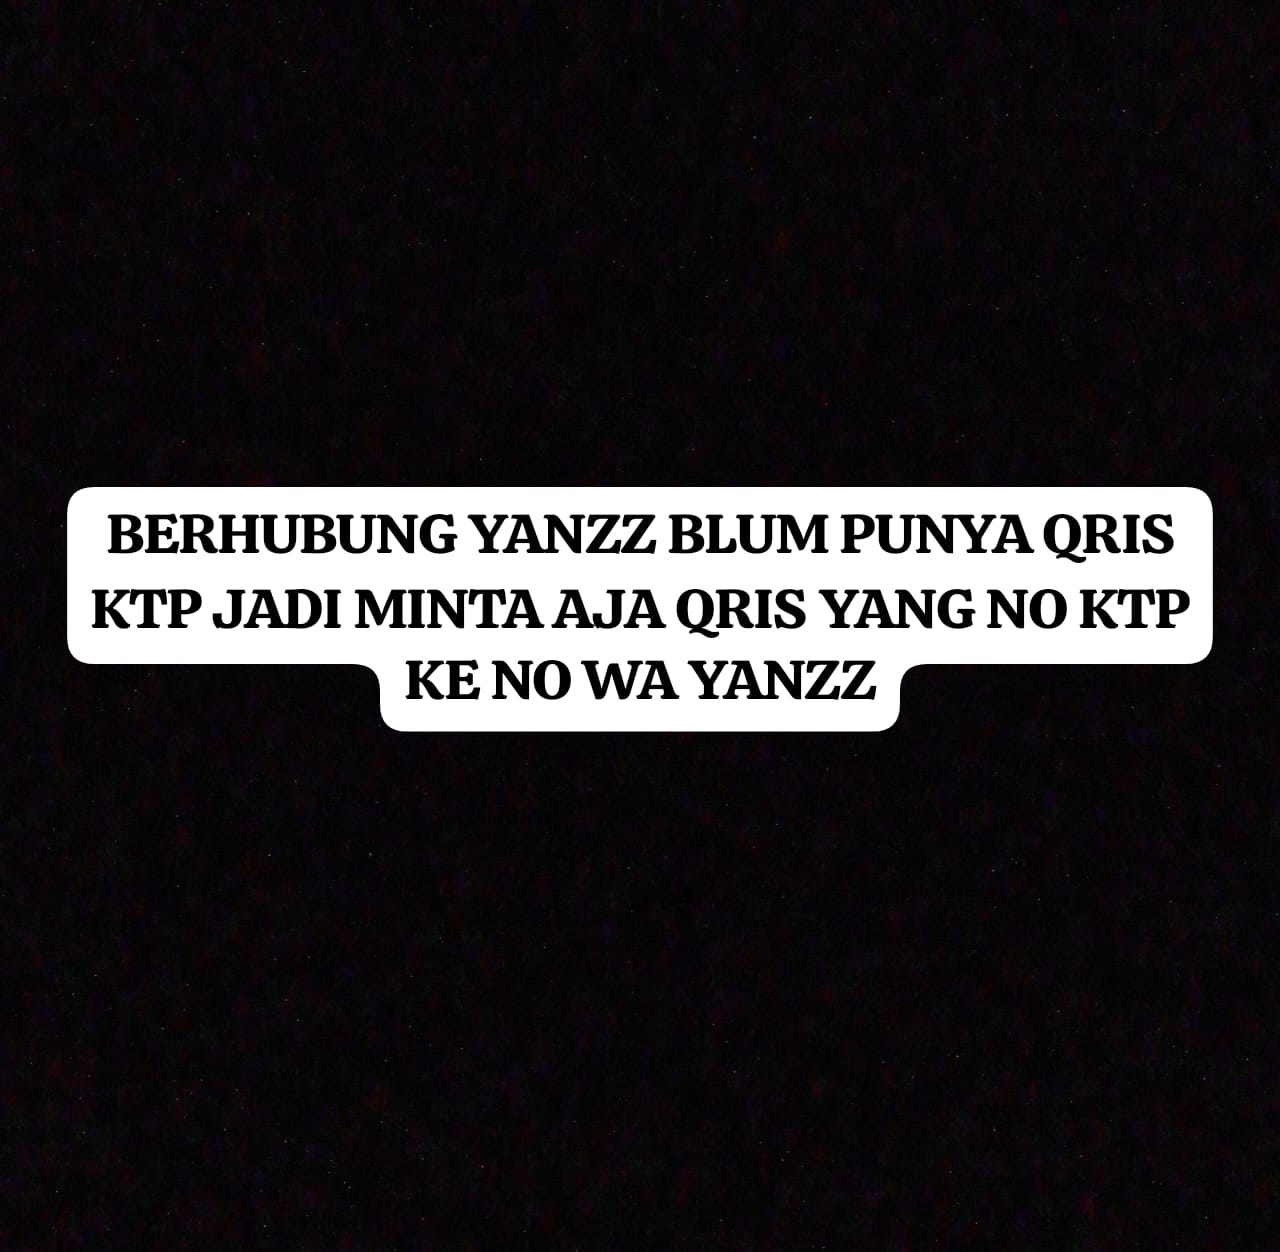 BERHUBUNG YANZZ BLUM PUNYA QRIS
KTP JADI MINTA AJA QRIS YANG NO KTP
KE NO WA YANZZ